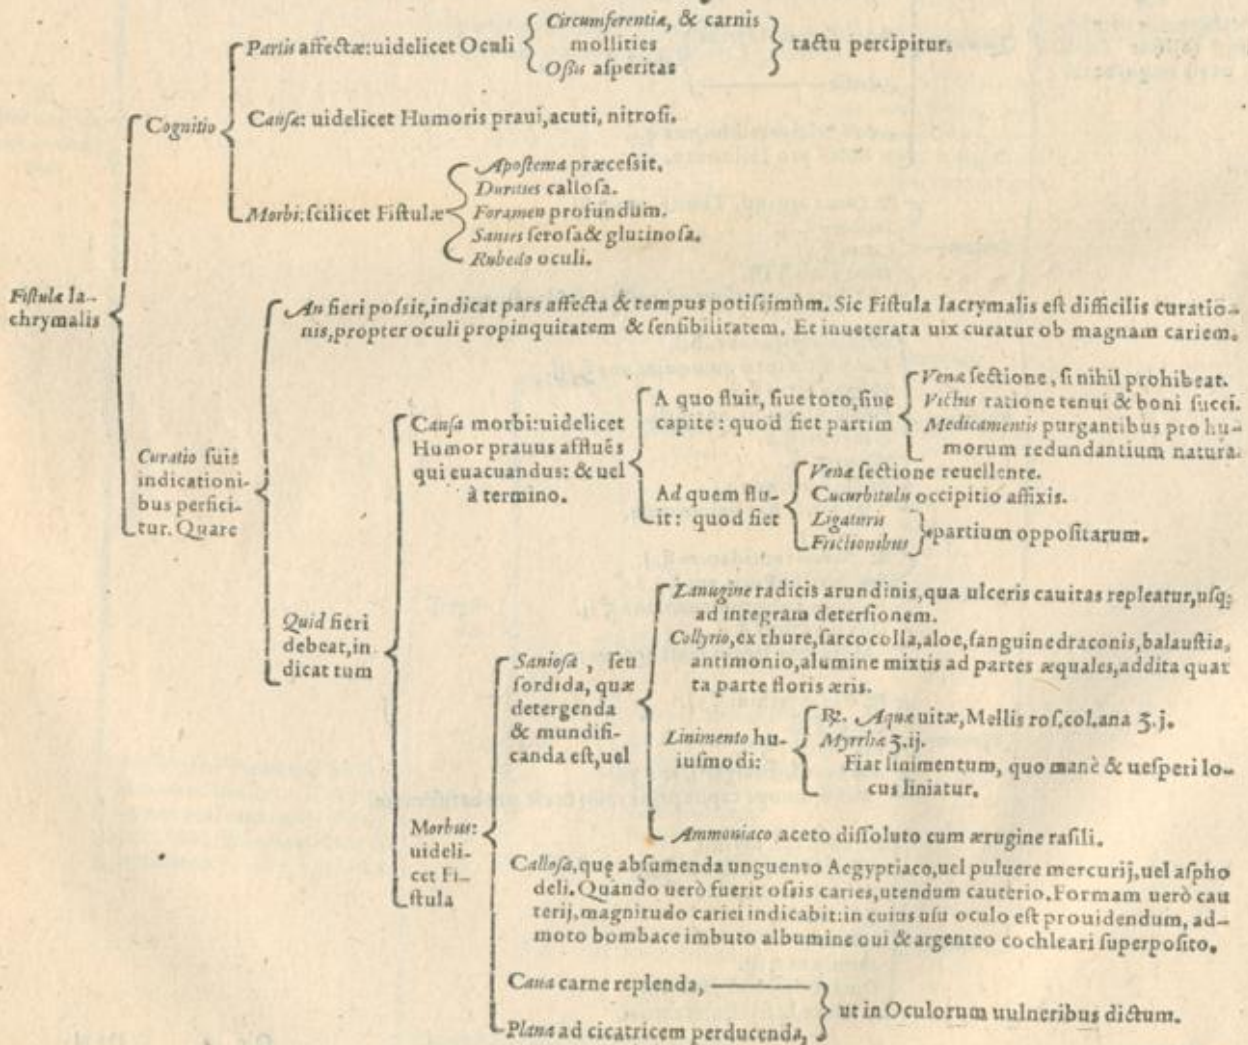 Circumferentiæ, & carnis
mollities
Oßis aſperitas
Partis affectæ: uidelicet Oculi
tactu percipitur.
Cognitio
Cauſæ: uidelicet Humoris praui, acuti, nitroſi.
Morbi: ſcilicet Fiſtulæ
Apoſtema præceſsit.
Durities calloſa.
Foramen profundum.
Sanies ſeroſa & glutinoſa.
Rubedo oculi.
Fiſtulæ la-
chrymalis
An fieri poſsit, indicat pars affecta & tempus potiſsimùm. Sic Fiſtula lacrymalis eſt difficilis curatio-
nis, propter oculi propinquitatem & ſenſibilitatem. Et inueterata uix curatur ob magnam cariem.
Curatio ſuis
indicationi-
bus perfici-
tur. Quare
Quid fieri
debeat, in
dicat tum
Cauſa morbi: uidelicet
Humor prauus affluẽs
qui euacuandus: & uel
à termino.
A quo fluit, ſiue toto, ſiue
capite: quod fiet partim
Venæ ſectione, ſi nihil prohibeat.
Victus ratione tenui & boni ſucci.
Medicamentis purgantibus pro hu-
morum redundantium natura.
Ad quem flu-
it: quod fiet
Venæ ſectione reuellente.
Cucurbitulis occipitio affixis.
Ligaturis
Frictionibus
partium oppoſitarum.
Morbus:
uideli-
cet Fi-
ſtula
Sanioſa, ſeu
ſordida, quæ
detergenda
& mundifi-
canda eſt, uel
Lanugine radicis arundinis, qua ulceris cauitas repleatur, uſq;
ad integram deterſionem.
Collyrio, ex thure, ſarcocolla, aloe, ſanguine draconis, balauſtia,
antimonio, alumine mixtis ad partes æquales, addita quar
ta parte floris æris.
Linimento hu-
iuſmodi:
℞. Aquæ uitæ, Mellis roſ. col. ana ʒ. j.
Myrrhæ ʒ. ij.
Fiat linimentum, quo manè & ueſperi lo-
cus liniatur.
Ammoniaco aceto diſſoluto cum ærugine raſili.
Calloſa, quę abſumenda unguento Aegyptiaco, uel puluere mercurij, uel aſpho
deli. Quando uerò fuerit oſsis caries, utendum cauterio. Formam uerò cau
terij, magnitudo cariei indicabit: in cuius uſu oculo eſt prouidendum, ad-
moto bombace imbuto albumine oui & argenteo cochleari ſuperpoſito.
Caua carne replenda,
Plana ad cicatricem perducenda,
ut in Oculorum uulneribus dictum.